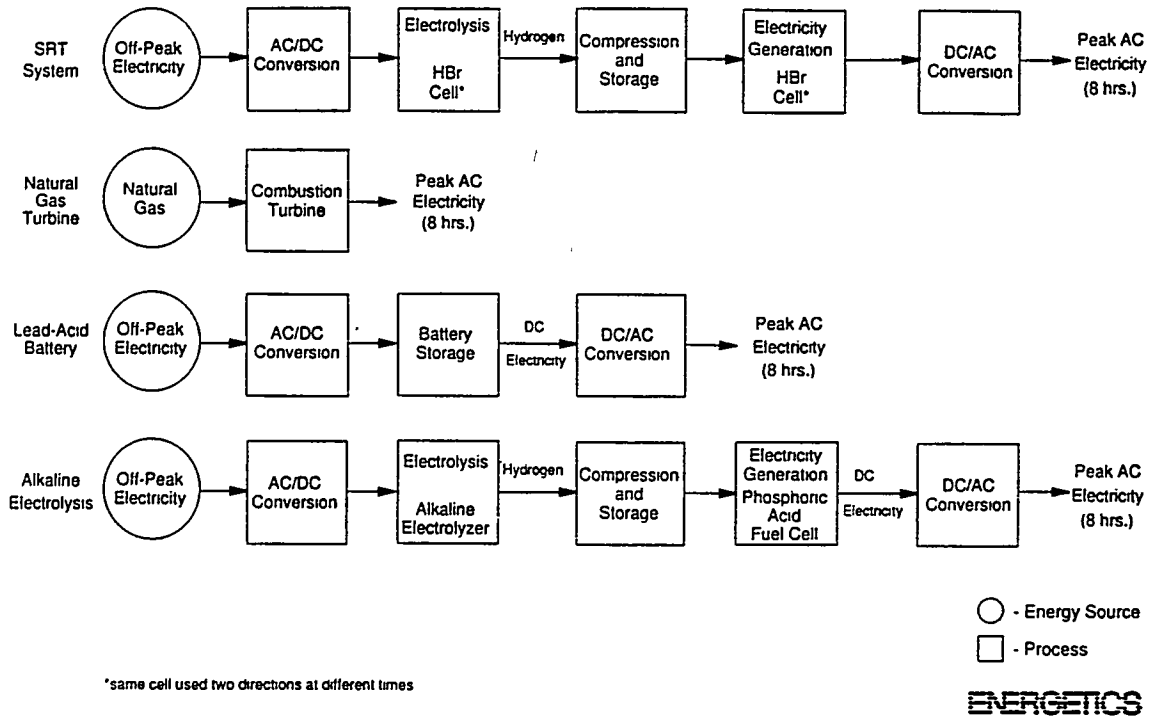 SRT
System
Off-Peak
Electricity
AC/DC
Conversion
Electrolysis
HBr
Cell*
Hydrogen
Compression
and
Storage
Electricity
Generation
HBr
Cell*
DC/AC
Conversion
Peak AC
Electricity
(8 hrs.)
Natural
Gas
Turbine
Natural
Gas
Combustion
Turbine
Peak AC
Electricity
(8 hrs.)
Lead-Acid
Battery
Off-Peak
Electricity
AC/DC
Conversion
Battery
Storage
DC
Electricity
DC/AC
Conversion
Peak AC
Electricity
(8 hrs.)
Alkaline
Electrolysis
Off-Peak
Electricity
AC/DC
Conversion
Electrolysis
Alkaline
Electrolyzer
Hydrogen
Compression
and
Storage
Electricity
Generation
Phosphoric
Acid
Fuel Cell
DC
Electricity
DC/AC
Conversion
Peak AC
Electricity
(8 hrs.)
- Energy Source
- Process
*same cell used two directions at different times
ENERGETICS